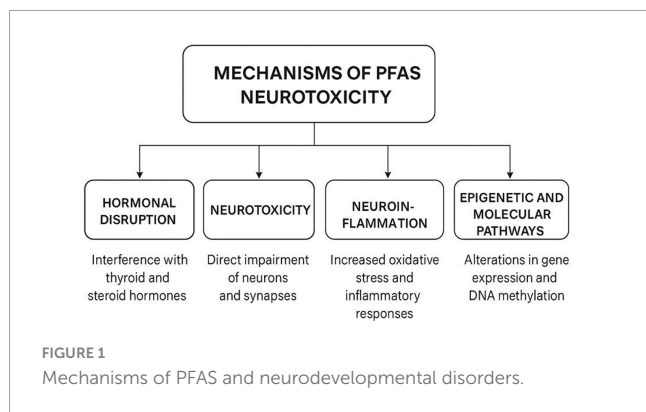 MECHANISMS OF PFAS
NEUROTOXICITY
HORMONAL
DISRUPTION
Interference with
thyroid and
steroid hormones
NEUROTOXICITY
Direct impairment
of neurons
and synapses
NEUROIN-
FLAMMATION
Increased oxidative
stress and
inflammatory
responses
EPIGENETIC AND
MOLECULAR
PATHWAYS
Alterations in gene
expression and
DNA methylation
FIGURE 1
Mechanisms of PFAS and neurodevelopmental disorders.